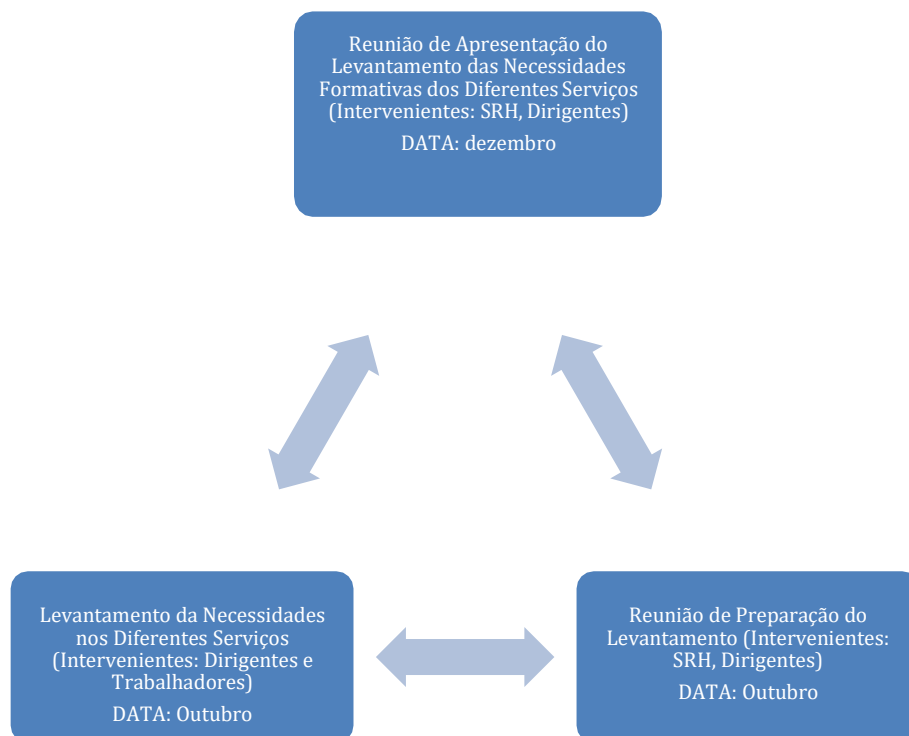 Reunião de Apresentação do
Levantamento das Necessidades
Formativas dos Diferentes Serviços
(Intervenientes: SRH, Dirigentes)
DATA: dezembro
Levantamento da Necessidades
nos Diferentes Serviços
(Intervenientes: Dirigentes e
Trabalhadores)
DATA: Outubro
Reunião de Preparação do
Levantamento (Intervenientes:
SRH, Dirigentes)
DATA: Outubro